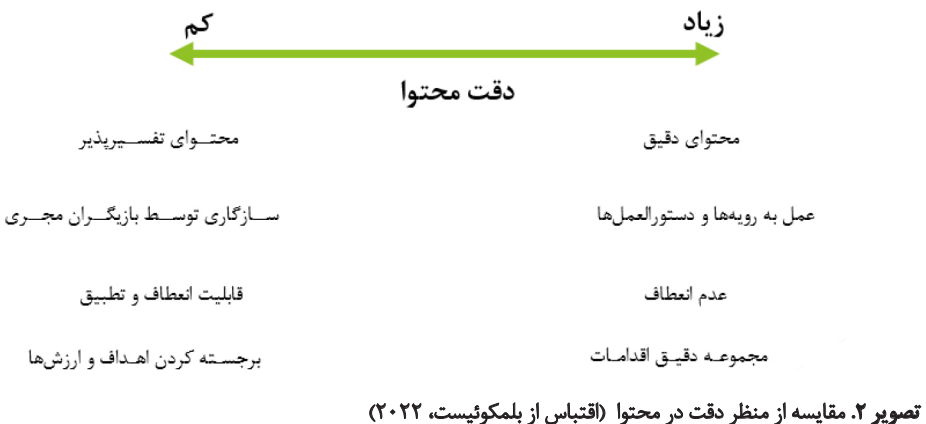 زیاد
کم
دقت محتوا
محتوای دقیق
محتوای تفسیرپذیر
عمل به رویه‌ها و دستورالعمل‌ها
سازگاری توسط بازیگران مجری
عدم انعطاف
قابلیت انعطاف و تطبیق
مجموعه دقیق اقدامات
برجسته کردن اهداف و ارزش‌ها
تصویر ۲. مقایسه از منظر دقت در محتوا (اقتباس از بلمکوئیست، ۲۰۲۲)